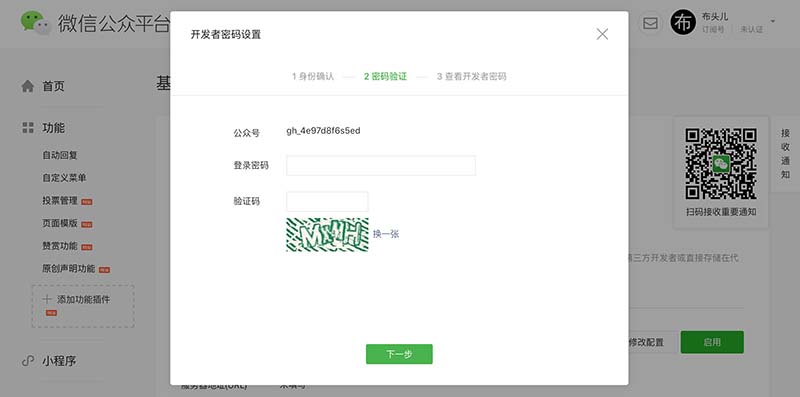 微信公众平台
布头儿
订阅号 | 未认证
首页
功能
自动回复
自定义菜单
投票管理
页面模版
赞赏功能
原创声明功能
添加功能插件
小程序
基
开发者密码设置
1 身份确认 2 密码验证 3 查看开发者密码
公众号 gh_4e97d8f6s5ed
登录密码
验证码
换一张
下一步
接收通知
扫码接收重要通知
第三方开发者或直接存储在代
修改配置 启用
服务器地址(URL) 未填写